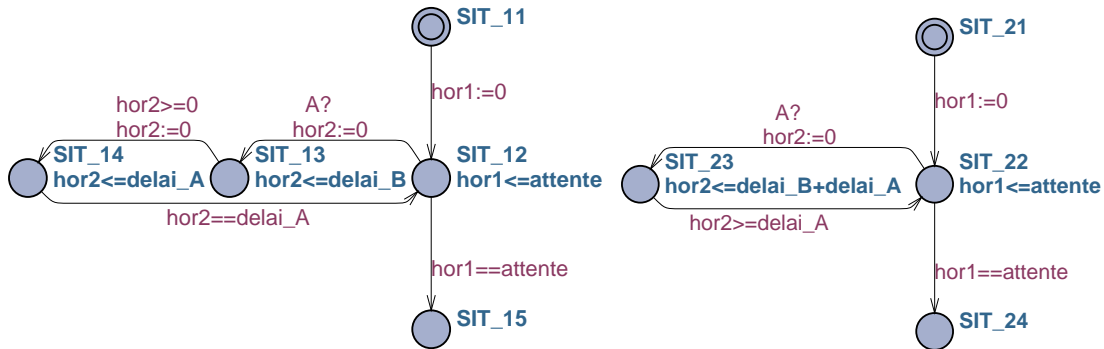 SIT_11
hor1:=0
hor2>=0
hor2:=0
A?
hor2:=0
SIT_14
hor2<=delai_A
SIT_13
hor2<=delai_B
SIT_12
hor1<=attente
hor2==delai_A
hor1==attente
SIT_15
SIT_21
hor1:=0
A?
hor2:=0
SIT_23
hor2<=delai_B+delai_A
SIT_22
hor1<=attente
hor2>=delai_A
hor1==attente
SIT_24